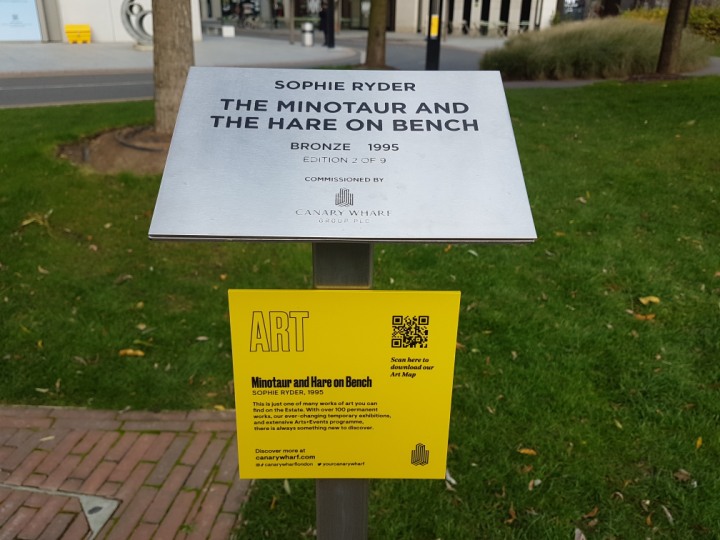 SOPHIE RYDER
THE MINOTAUR AND
THE HARE ON BENCH
BRONZE 1995
EDITION 2 OF 9
COMMISSIONED BY
CANARY WHARF
GROUP PLC
ART
Scan here to
download our
Art Map
Minotaur and Hare on Bench
SOPHIE RYDER, 1995
This is just one of many works of art you can
find on the Estate. With over 100 permanent
works, our ever-changing temporary exhibitions,
and extensive Arts+Events programme,
there is always something new to discover.
Discover more at
canarywharf.com
canarywharflondon yourcanarywharf